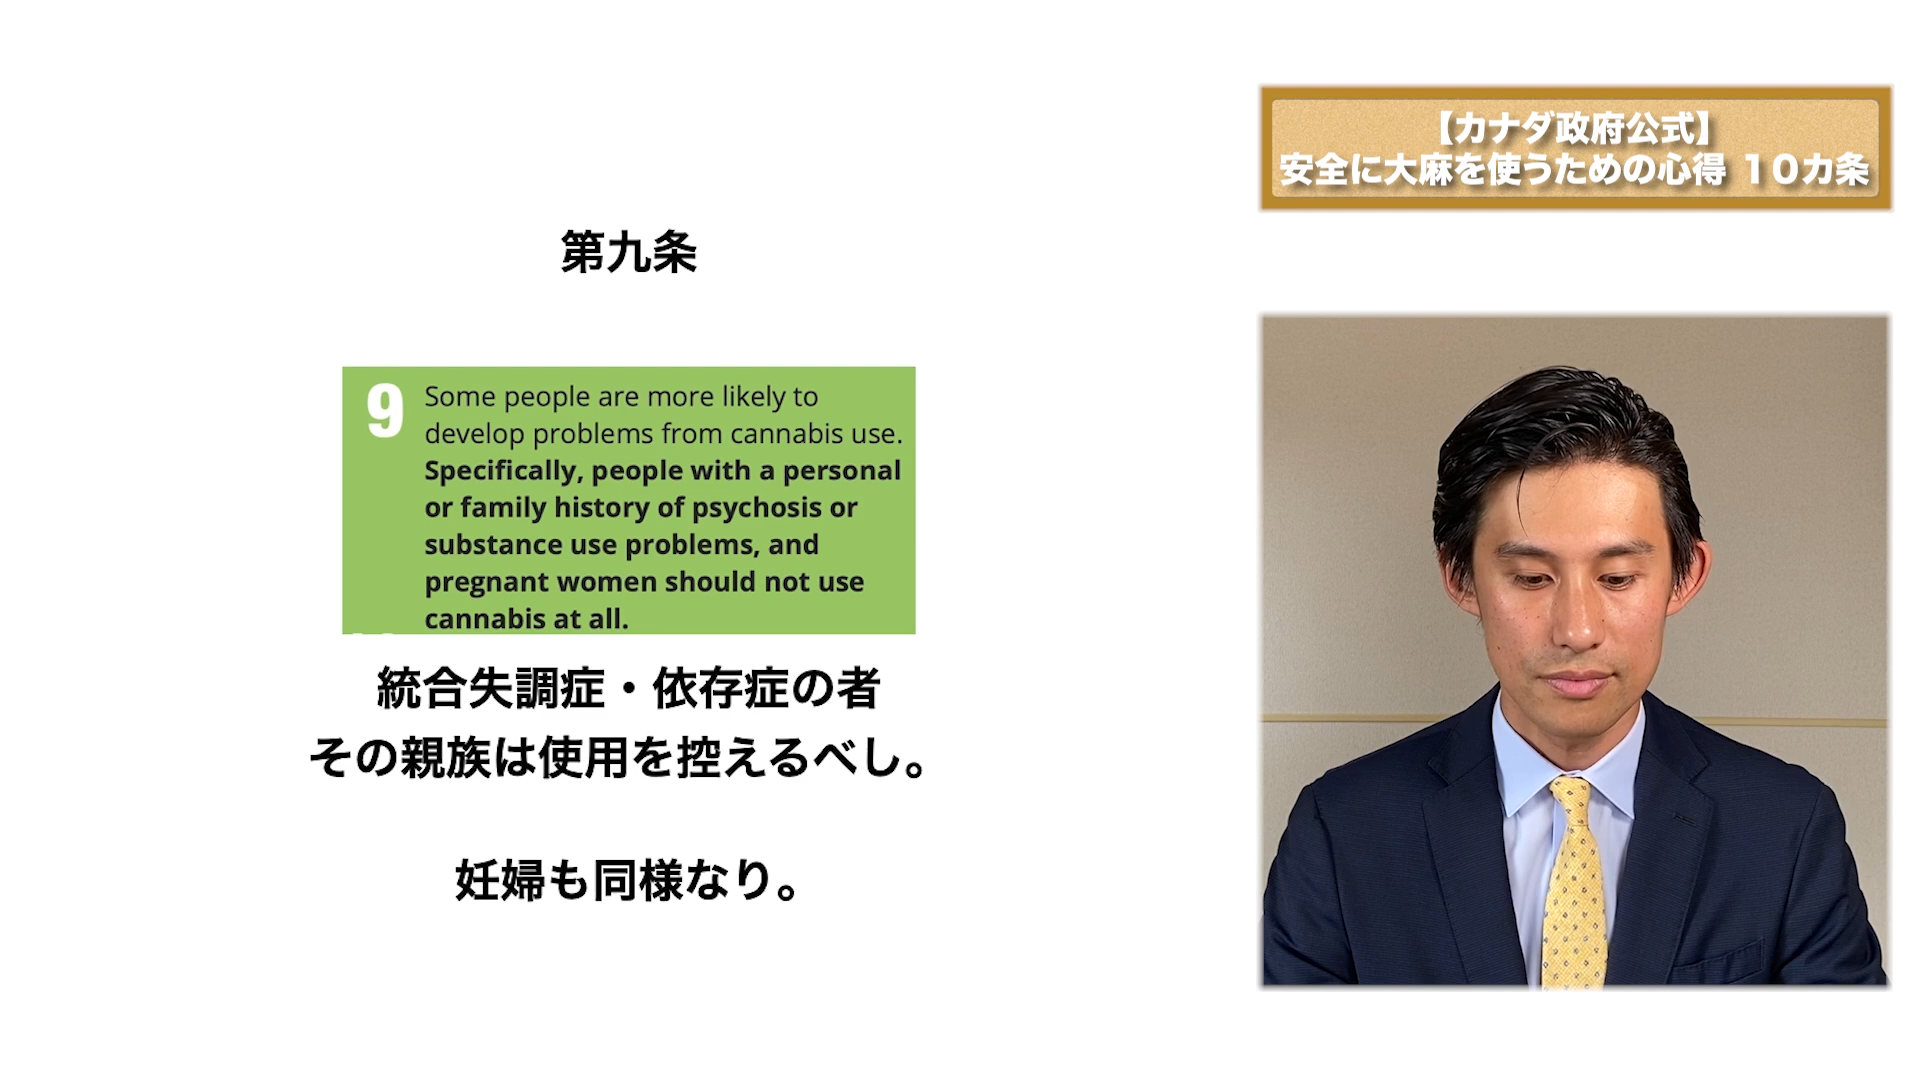 【カナダ政府公式】
安全に大麻を使うための心得 １０カ条
第九条
9
Some people are more likely to
develop problems from cannabis use.
Specifically, people with a personal
or family history of psychosis or
substance use problems, and
pregnant women should not use
cannabis at all.
統合失調症・依存症の者
その親族は使用を控えるべし。
妊婦も同様なり。